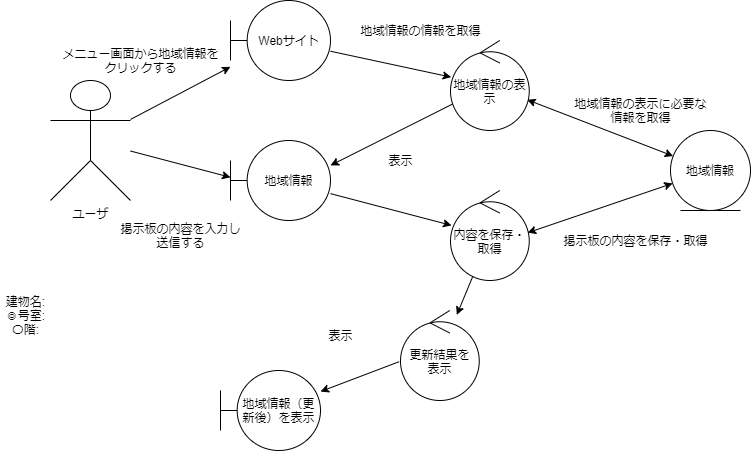 Webサイト
地域情報の情報を取得
メニュー画面から地域情報を
クリックする
地域情報の表
示
地域情報の表示に必要な
情報を取得
表示
地域情報
地域情報
ユーザ
掲示板の内容を入力し
送信する
内容を保存・
取得
掲示板の内容を保存・取得
建物名:
◎号室:
〇階:
表示
更新結果を
表示
地域情報（更
新後）を表示